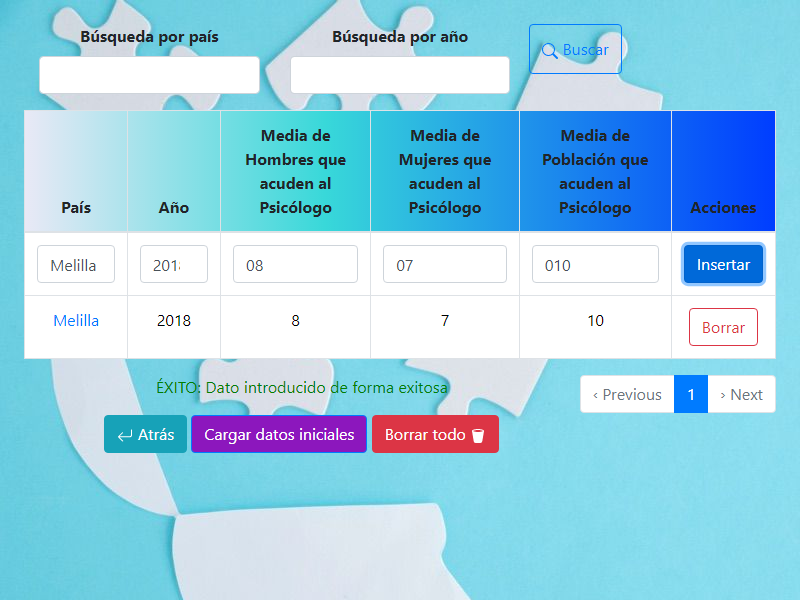 Búsqueda por país
Búsqueda por año
Buscar
País
Año
Media de
Hombres que
acuden al
Psicólogo
Media de
Mujeres que
acuden al
Psicólogo
Media de
Población que
acuden al
Psicólogo
Acciones
Melilla
201
08
07
010
Insertar
Melilla
2018
8
7
10
Borrar
ÉXITO: Dato introducido de forma exitosa
‹ Previous
1
› Next
Atrás
Cargar datos iniciales
Borrar todo